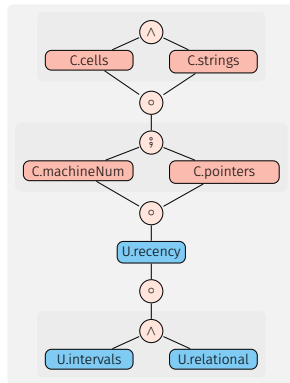 ∧
C.cells C.strings
∘
⨟
C.machineNum C.pointers
∘
U.recency
∘
∧
U.intervals U.relational